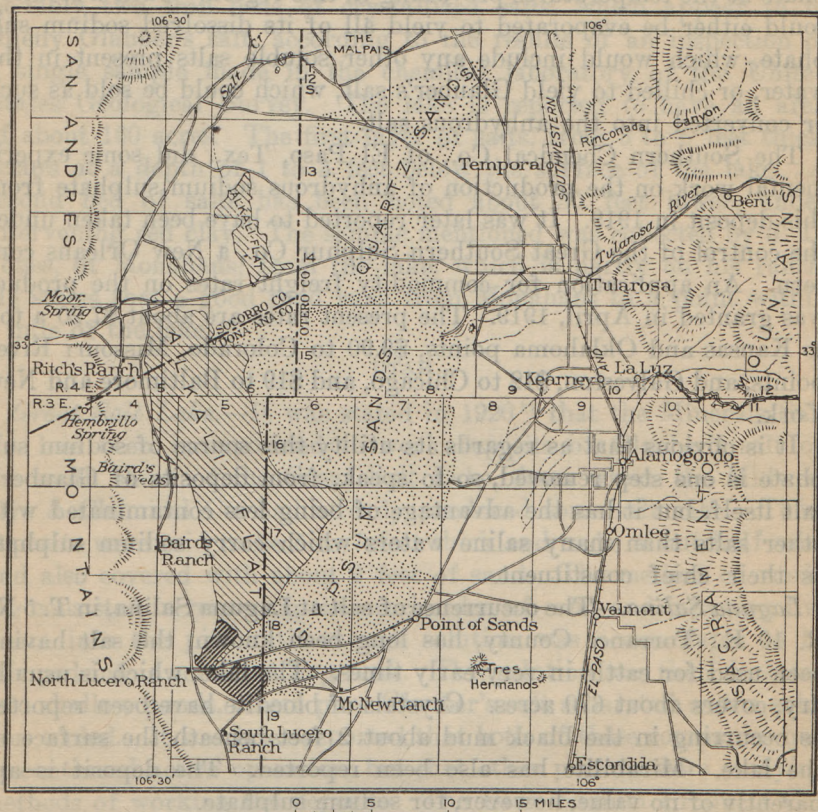 106°30'
106°
THE
MALPAIS
Salt Cr.
SAN ANDRES
MOUNTAINS
QUARTZ SANDS
Temporal
SOUTHWESTERN
Rinconada Canyon
Bent
Tularosa River
Tularosa
ALKALI FLAT
12
13
14
15
SOCORRO CO.
DONA ANA CO.
OTERO CO.
Moor
Spring
33°
33°
Ritch's Ranch
R.4 E.
R.3 E.
5
5
6
7
8
9
9
10
10
11
12
Kearney
La Luz
Hembrillo
Spring
ALKALI FLAT
16
GYPSUM SANDS
Alamogordo
Baird's
Wells
17
Omlee
Baird's
Ranch
SACRAMENTO MOUNTAINS
18
Point of Sands
Valmont
North Lucero Ranch
Tres
Hermanos
EL PASO AND
McNew Ranch
19
South Lucero
Ranch
Escondida
106°30'
106°
0 5 15 MILES